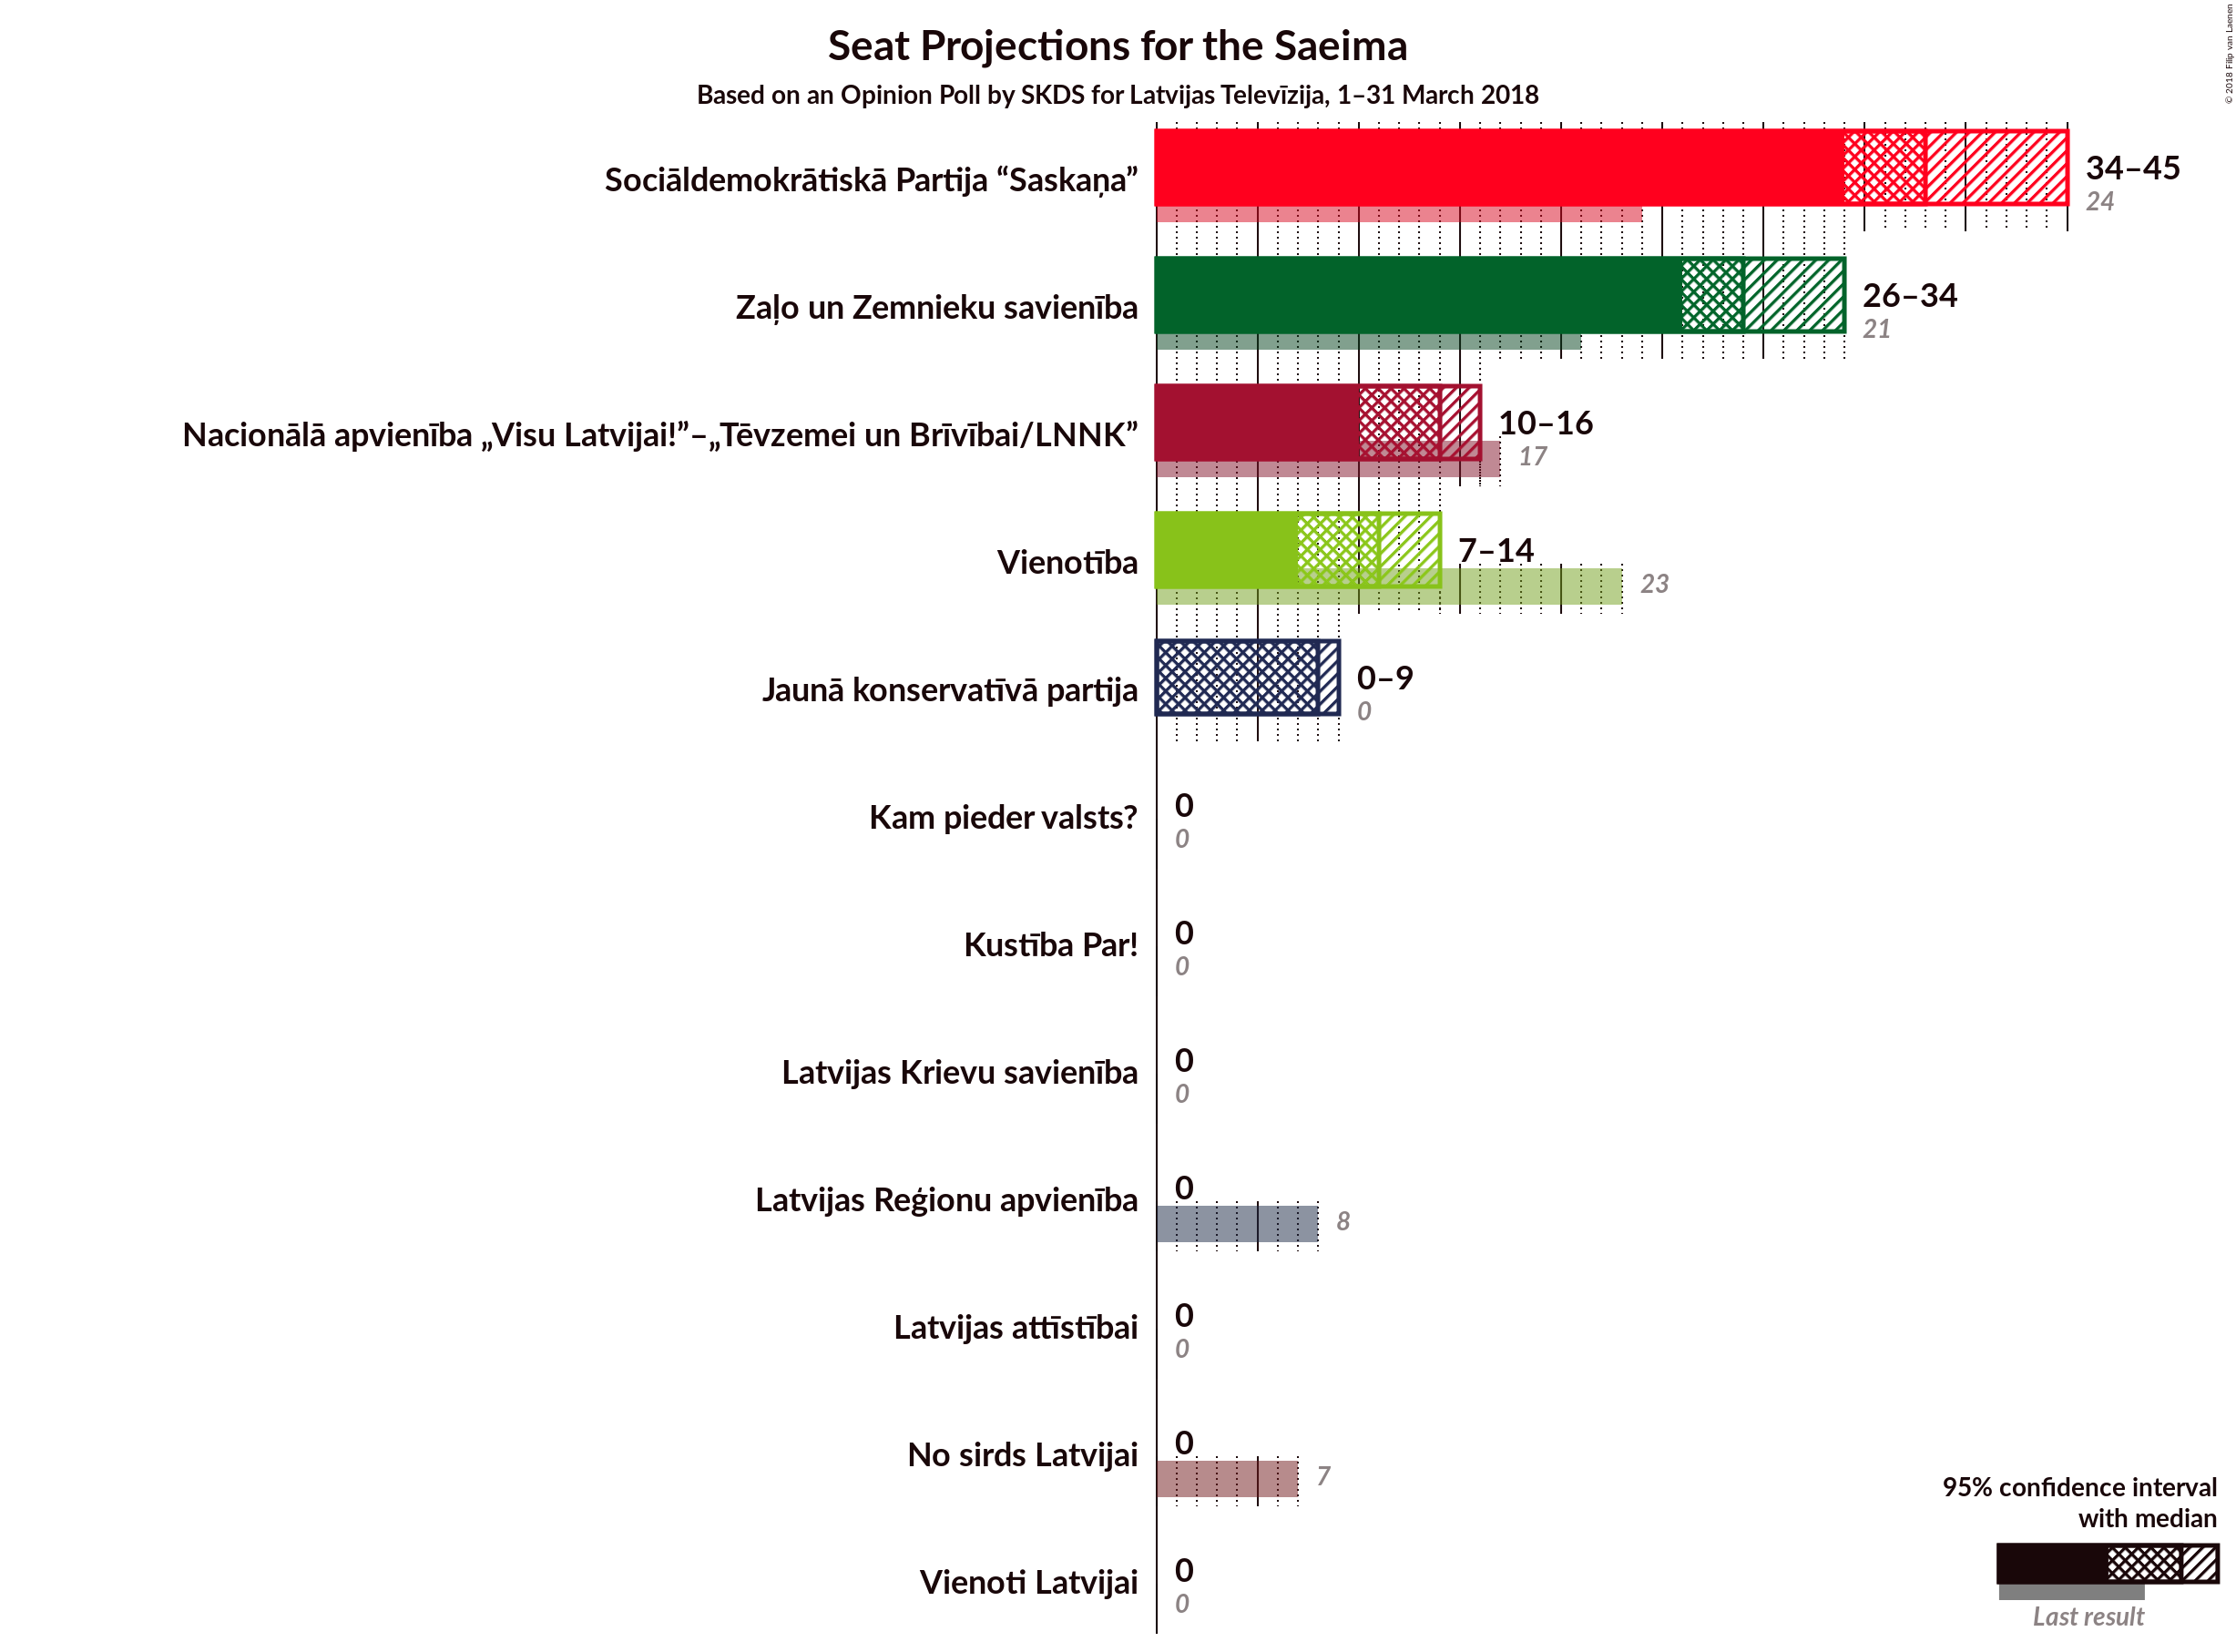 Seat Projections for the Saeima
Based on an Opinion Poll by SKDS for Latvijas Televīzija, 1–31 March 2018
© 2018 Filip van Laenen
Sociāldemokrātiskā Partija “Saskaņa”
34–45
24
Zaļo un Zemnieku savienība
26–34
21
Nacionālā apvienība „Visu Latvijai!”–„Tēvzemei un Brīvībai/LNNK”
10–16
17
Vienotība
7–14
23
Jaunā konservatīvā partija
0–9
0
Kam pieder valsts?
0
0
Kustība Par!
0
0
Latvijas Krievu savienība
0
0
Latvijas Reģionu apvienība
0
8
Latvijas attīstībai
0
0
No sirds Latvijai
0
7
Vienoti Latvijai
0
0
95% confidence interval
with median
Last result